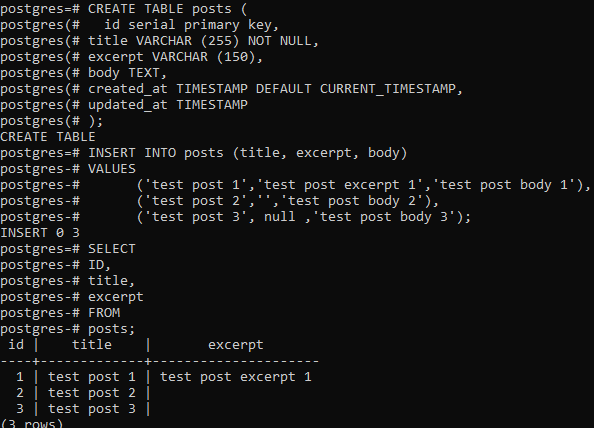 postgres=# CREATE TABLE posts (
postgres(#   id serial primary key,
postgres(# title VARCHAR (255) NOT NULL,
postgres(# excerpt VARCHAR (150),
postgres(# body TEXT,
postgres(# created_at TIMESTAMP DEFAULT CURRENT_TIMESTAMP,
postgres(# updated_at TIMESTAMP
postgres(# );
CREATE TABLE
postgres=# INSERT INTO posts (title, excerpt, body)
postgres-# VALUES
postgres-#       ('test post 1','test post excerpt 1','test post body 1'),
postgres-#       ('test post 2','','test post body 2'),
postgres-#       ('test post 3', null ,'test post body 3');
INSERT 0 3
postgres=# SELECT
postgres-# ID,
postgres-# title,
postgres-# excerpt
postgres-# FROM
postgres-# posts;
 id |    title    |       excerpt
----+-------------+---------------------
  1 | test post 1 | test post excerpt 1
  2 | test post 2 |
  3 | test post 3 |
(3 rows)